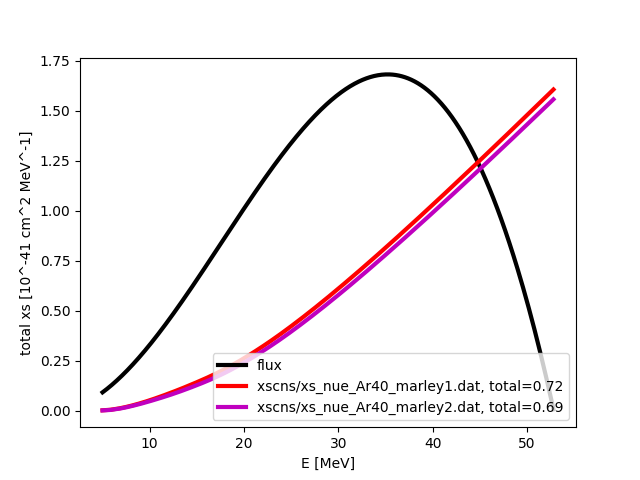 1.75
1.50
1.25
1.00
0.75
0.50
0.25
0.00
total xs [10^-41 cm^2 MeV^-1]
flux
xscns/xs_nue_Ar40_marley1.dat, total=0.72
xscns/xs_nue_Ar40_marley2.dat, total=0.69
10 20 30 40 50
E [MeV]